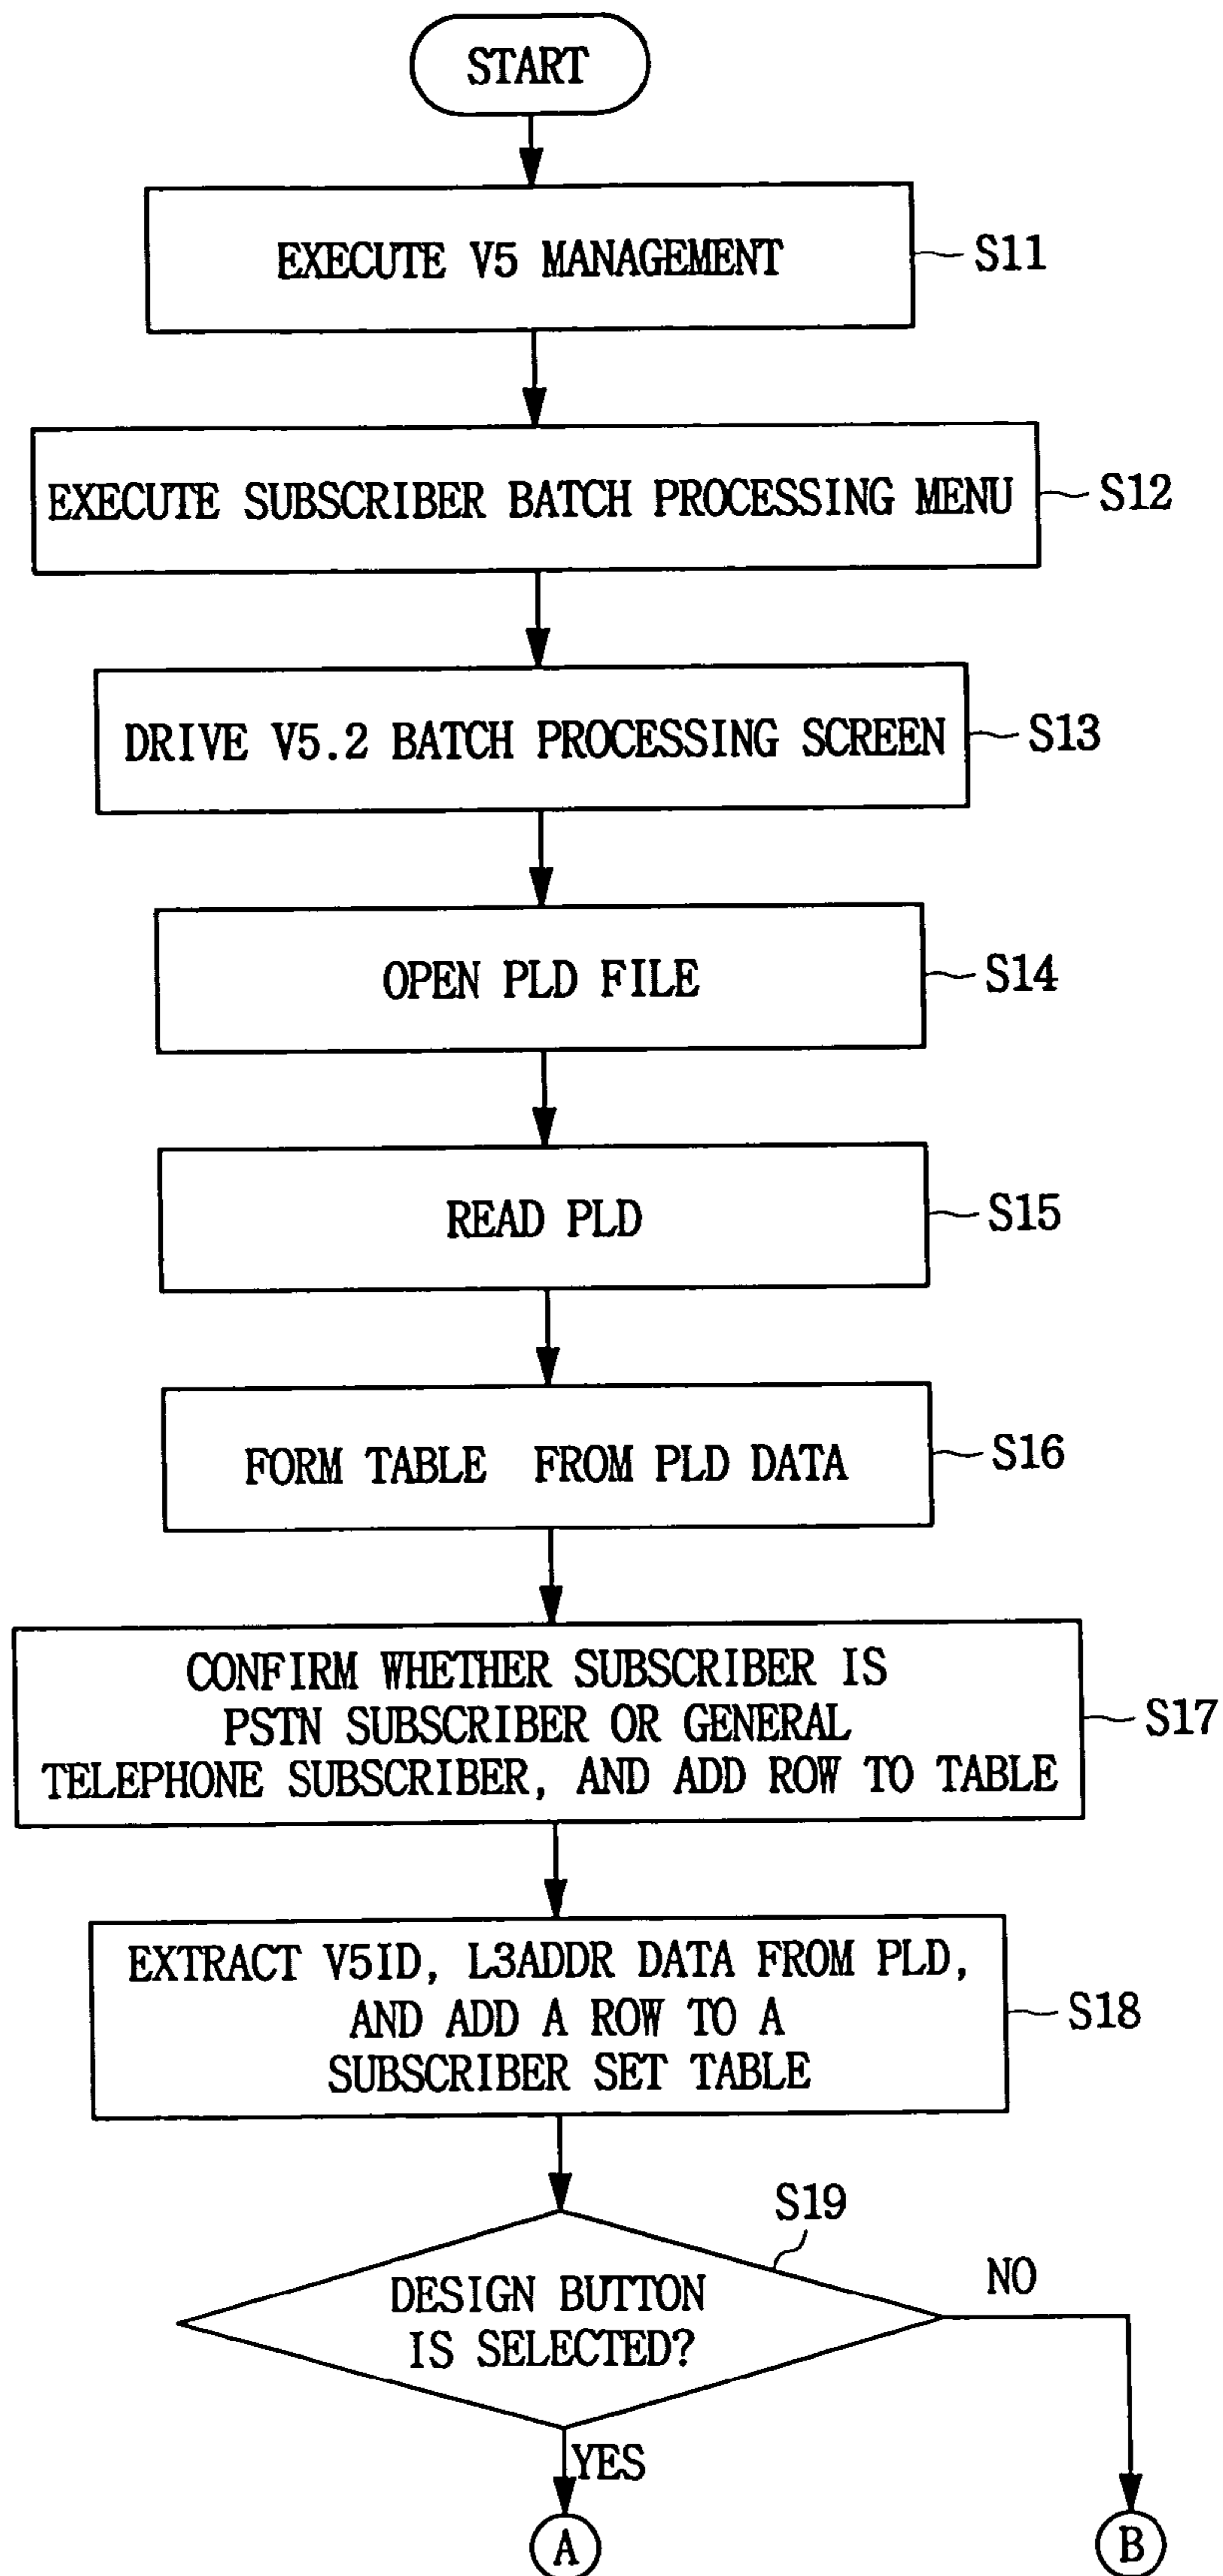 START
EXECUTE V5 MANAGEMENT
S11
EXECUTE SUBSCRIBER BATCH PROCESSING MENU
S12
DRIVE V5.2 BATCH PROCESSING SCREEN
S13
OPEN PLD FILE
S14
READ PLD
S15
FORM TABLE FROM PLD DATA
S16
CONFIRM WHETHER SUBSCRIBER IS
PSTN SUBSCRIBER OR GENERAL
TELEPHONE SUBSCRIBER, AND ADD ROW TO TABLE
S17
EXTRACT V5ID, L3ADDR DATA FROM PLD,
AND ADD A ROW TO A
SUBSCRIBER SET TABLE
S18
S19
DESIGN BUTTON
IS SELECTED?
NO
YES
A
B